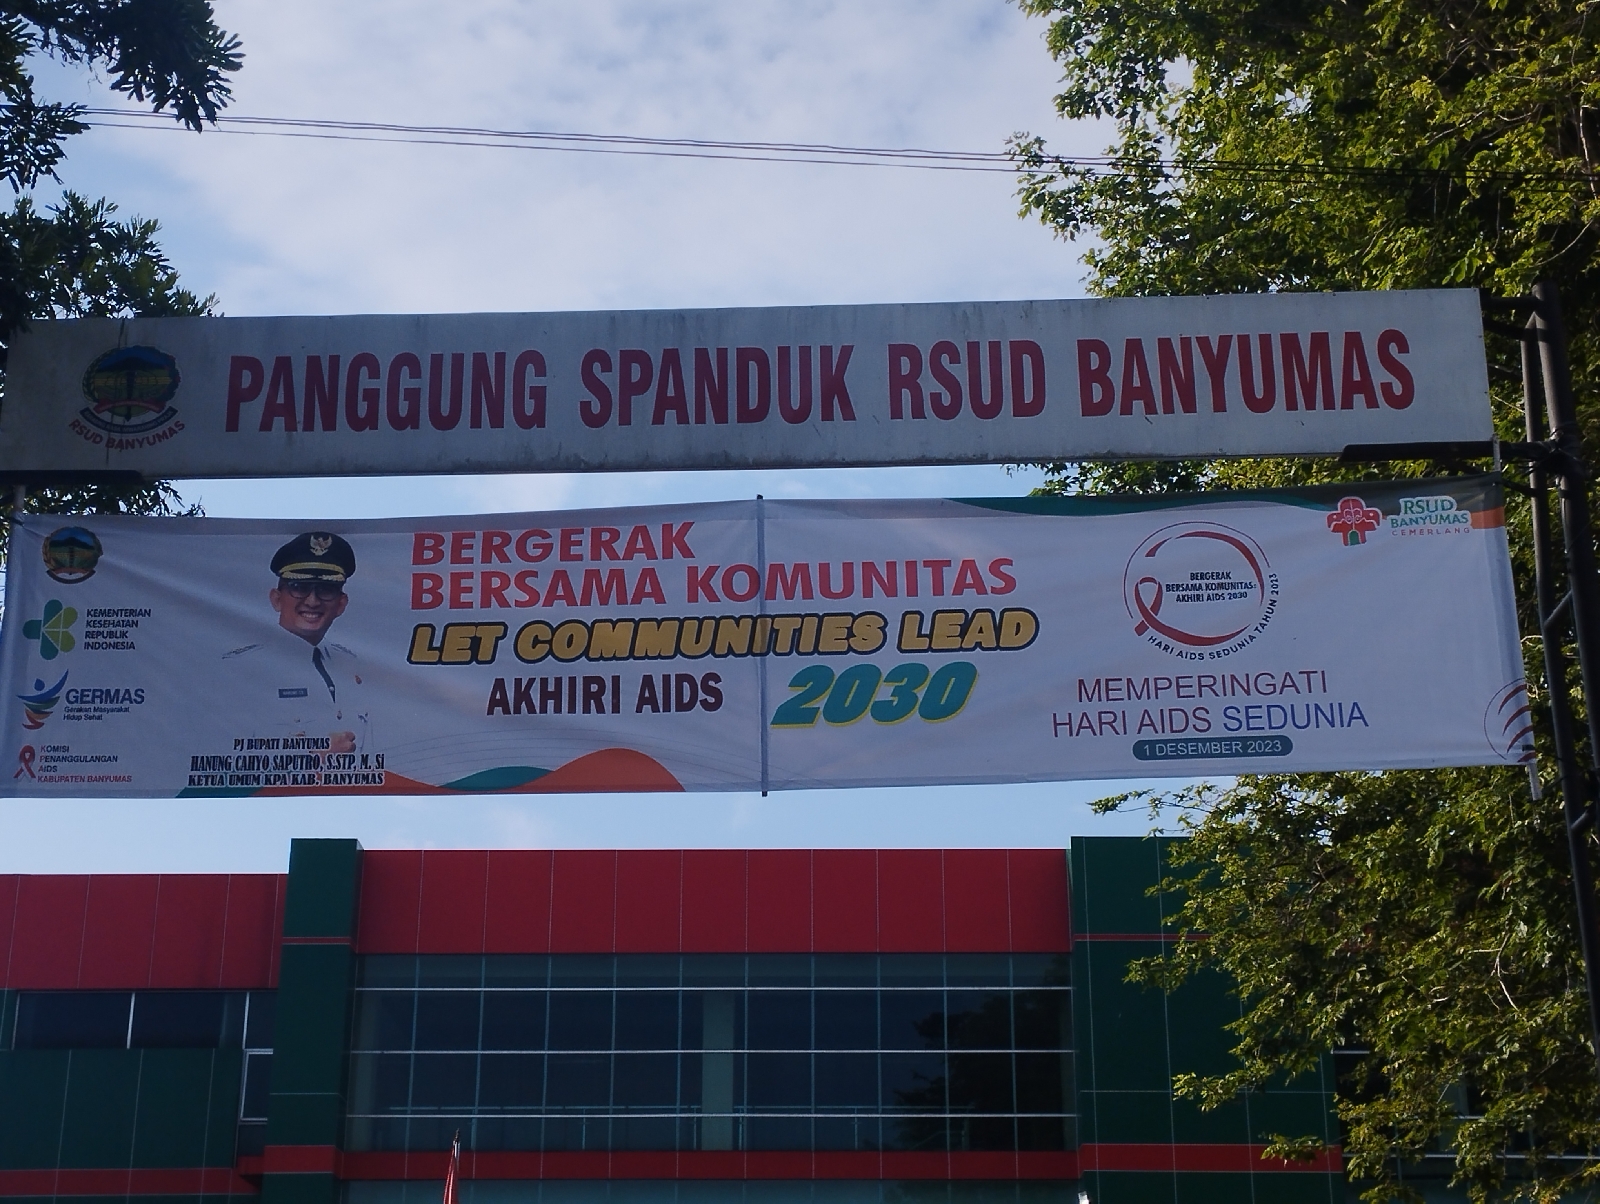 PANGGUNG SPANDUK RSUD BANYUMAS
RSUD BANYUMAS
KEMENTERIAN
KESEHATAN
REPUBLIK
INDONESIA
GERMAS
Gerakan Masyarakat
Hidup Sehat
KOMISI
PENANGGULANGAN
AIDS
KABUPATEN BANYUMAS
PJ BUPATI BANYUMAS
HANUNG CAHYO SAPUTRO, S.STP, M. Si
KETUA UMUM KPA KAB. BANYUMAS
BERGERAK
BERSAMA KOMUNITAS
LET COMMUNITIES LEAD
AKHIRI AIDS 2030
BERGERAK
BERSAMA KOMUNITAS:
AKHIRI AIDS 2030
HARI AIDS SEDUNIA TAHUN 2023
MEMPERINGATI
HARI AIDS SEDUNIA
1 DESEMBER 2023
RSUD
BANYUMAS
CEMERLANG